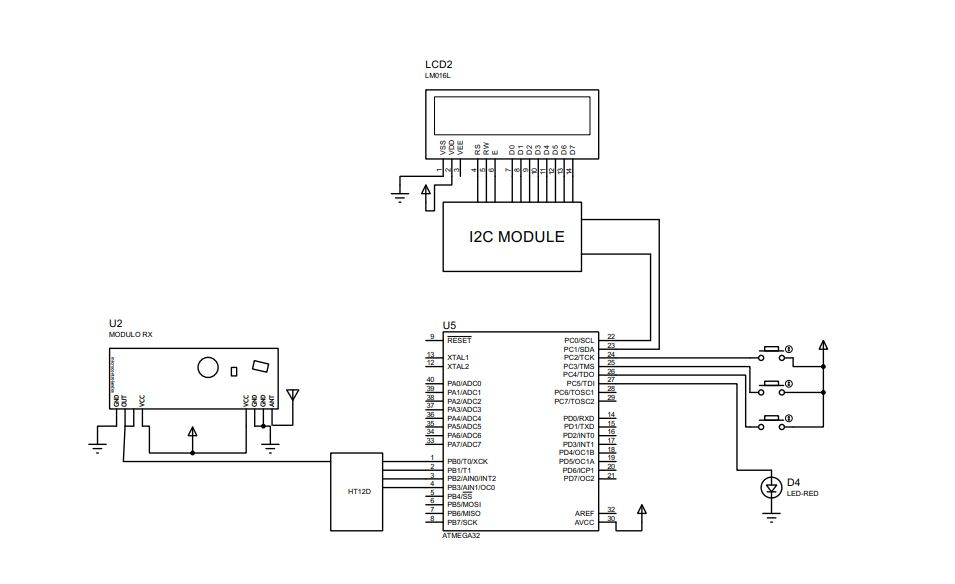 LCD2
LM016L
VSS
VDD
VEE
RS
RW
E
D0
D1
D2
D3
D4
D5
D6
D7
1
2
3
4
5
6
7
8
9
10
11
12
13
14
I2C MODULE
U2
MODULO RX
GND
OUT
VCC
VCC
GND
GND
ANT
HT12D
U5
9 RESET PC0/SCL 22
PC1/SDA 23
13 XTAL1 PC2/TCK 24
12 XTAL2 PC3/TMS 25
PC4/TDO 26
40 PA0/ADC0 PC5/TDI 27
39 PA1/ADC1 PC6/TOSC1 28
38 PA2/ADC2 PC7/TOSC2 29
37 PA3/ADC3
36 PA4/ADC4 PD0/RXD 14
35 PA5/ADC5 PD1/TXD 15
34 PA6/ADC6 PD2/INT0 16
33 PA7/ADC7 PD3/INT1 17
PD4/OC1B 18
1 PB0/T0/XCK PD5/OC1A 19
2 PB1/T1 PD6/ICP1 20
3 PB2/AIN0/INT2 PD7/OC2 21
4 PB3/AIN1/OC0
5 PB4/SS
6 PB5/MOSI
7 PB6/MISO AREF 32
8 PB7/SCK AVCC 30
ATMEGA32
D4
LED-RED